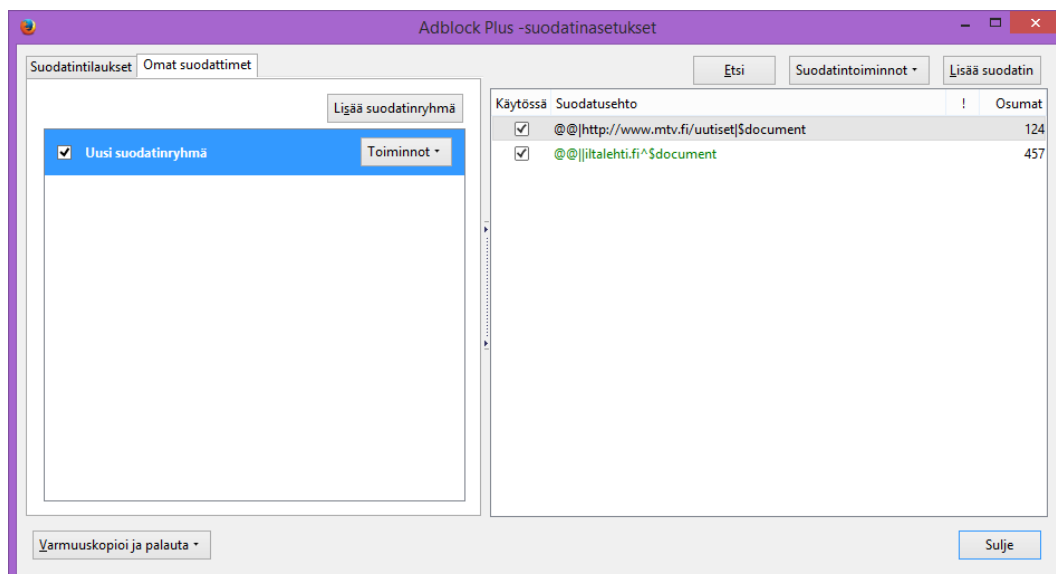 Adblock Plus -suodatinasetukset
Suodatintilaukset Omat suodattimet
Etsi Suodatintoiminnot Lisää suodatin
Lisää suodatinryhmä
Uusi suodatinryhmä Toiminnot
Käytössä Suodatusehto ! Osumat
@@|http://www.mtv.fi/uutiset|$document 124
@@||iltalehti.fi^$document 457
Varmuuskopioi ja palauta Sulje